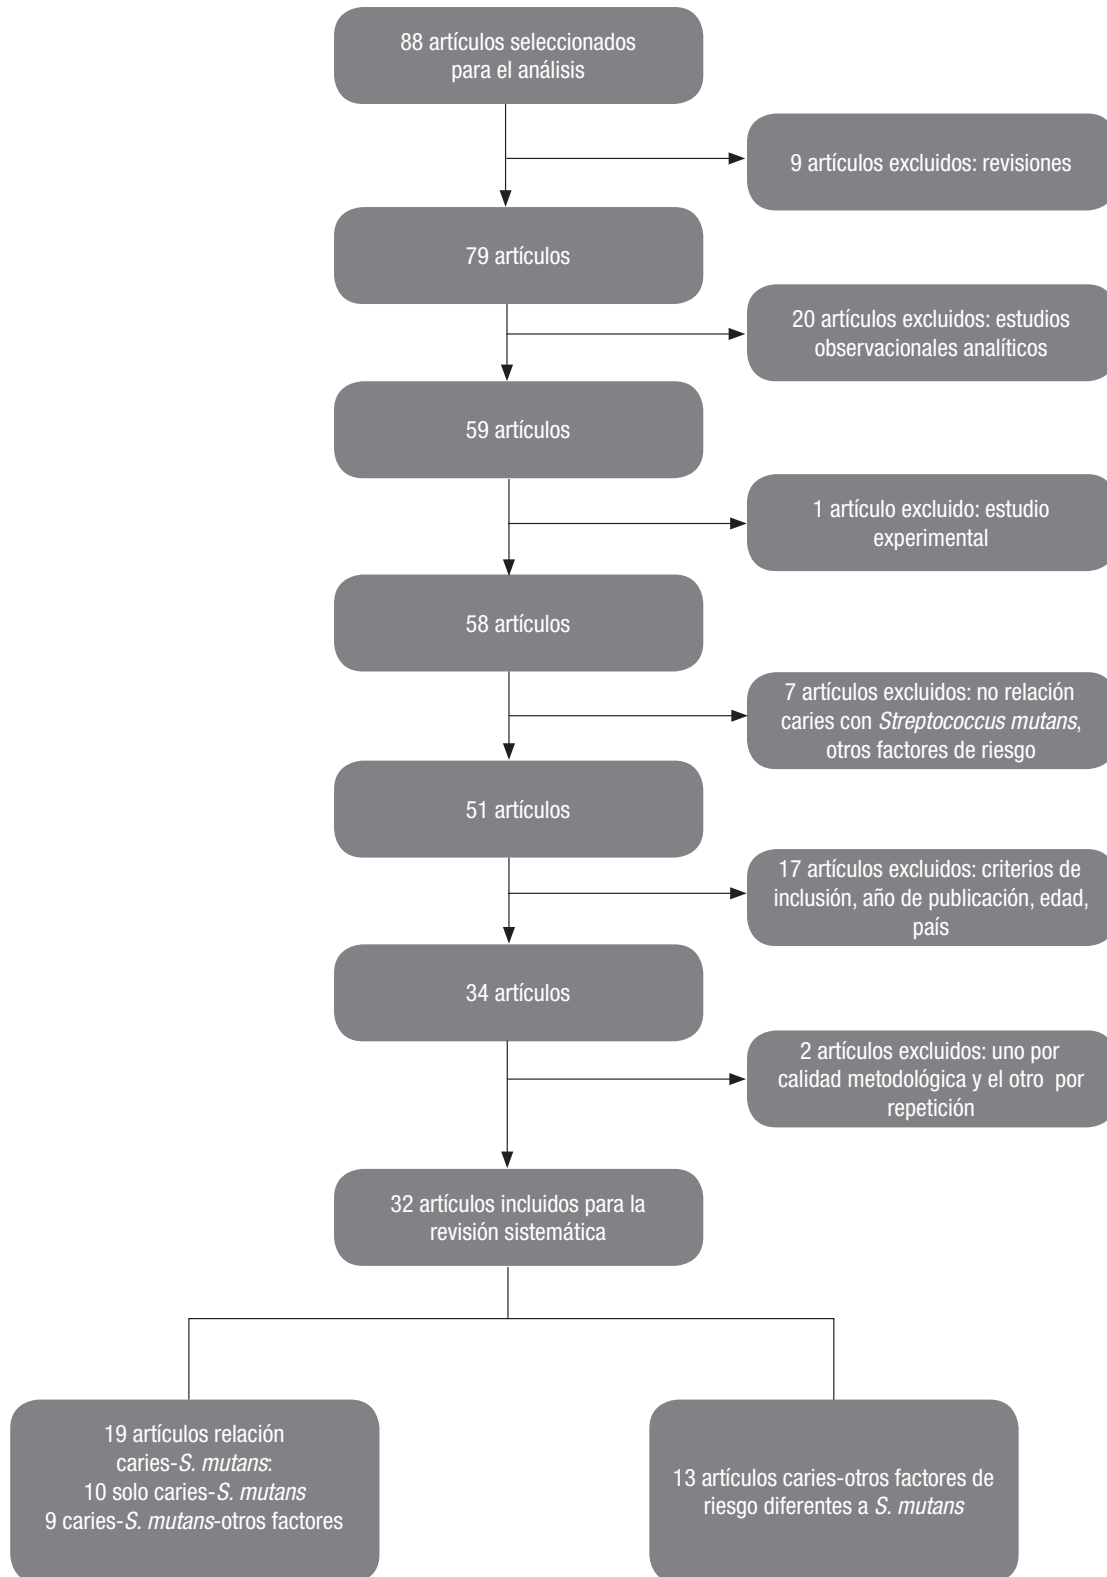 88 artículos seleccionados
para el análisis
9 artículos excluidos: revisiones
79 artículos
20 artículos excluidos: estudios
observacionales analíticos
59 artículos
1 artículo excluido: estudio
experimental
58 artículos
7 artículos excluidos: no relación
caries con Streptococcus mutans,
otros factores de riesgo
51 artículos
17 artículos excluidos: criterios de
inclusión, año de publicación, edad,
país
34 artículos
2 artículos excluidos: uno por
calidad metodológica y el otro por
repetición
32 artículos incluidos para la
revisión sistemática
19 artículos relación
caries-S. mutans:
10 solo caries-S. mutans
9 caries-S. mutans-otros factores
13 artículos caries-otros factores de
riesgo diferentes a S. mutans